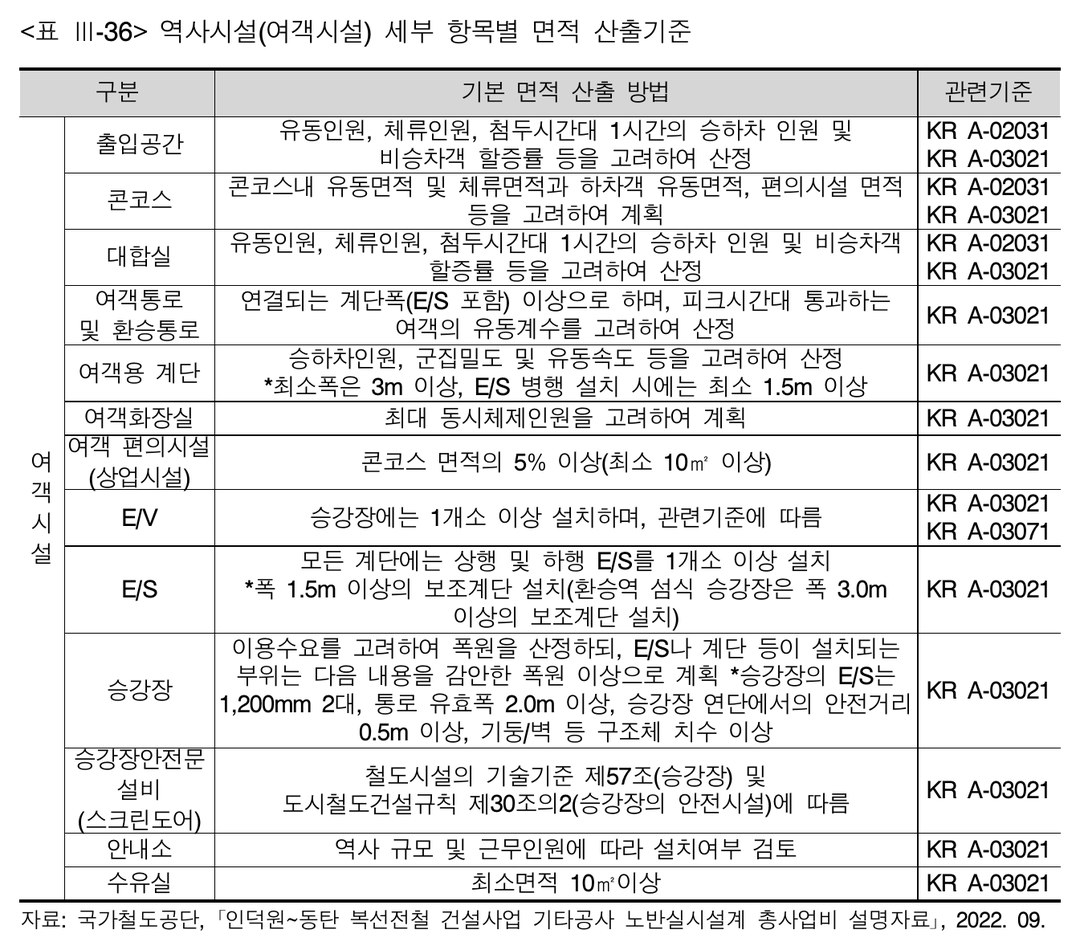 <표 Ⅲ-36> 역사시설(여객시설) 세부 항목별 면적 산출기준
구분 기본 면적 산출 방법 관련기준
여객시설
출입공간
유동인원, 체류인원, 첨두시간대 1시간의 승하차 인원 및
비승차객 할증률 등을 고려하여 산정
KR A-02031
KR A-03021
콘코스
콘코스내 유동면적 및 체류면적과 하차객 유동면적, 편의시설 면적
등을 고려하여 계획
KR A-02031
KR A-03021
대합실
유동인원, 체류인원, 첨두시간대 1시간의 승하차 인원 및 비승차객
할증률 등을 고려하여 산정
KR A-02031
KR A-03021
여객통로
및 환승통로
연결되는 계단폭(E/S 포함) 이상으로 하며, 피크시간대 통과하는
여객의 유동계수를 고려하여 산정
KR A-03021
여객용 계단
승하차인원, 군집밀도 및 유동속도 등을 고려하여 산정
*최소폭은 3m 이상, E/S 병행 설치 시에는 최소 1.5m 이상
KR A-03021
여객화장실
최대 동시체제인원을 고려하여 계획
KR A-03021
여객 편의시설
(상업시설)
콘코스 면적의 5% 이상(최소 10㎡ 이상)
KR A-03021
E/V
승강장에는 1개소 이상 설치하며, 관련기준에 따름
KR A-03021
KR A-03071
E/S
모든 계단에는 상행 및 하행 E/S를 1개소 이상 설치
*폭 1.5m 이상의 보조계단 설치(환승역 섬식 승강장은 폭 3.0m
이상의 보조계단 설치)
KR A-03021
승강장
이용수요를 고려하여 폭원을 산정하되, E/S나 계단 등이 설치되는
부위는 다음 내용을 감안한 폭원 이상으로 계획 *승강장의 E/S는
1,200mm 2대, 통로 유효폭 2.0m 이상, 승강장 연단에서의 안전거리
0.5m 이상, 기둥/벽 등 구조체 치수 이상
KR A-03021
승강장안전문
설비
(스크린도어)
철도시설의 기술기준 제57조(승강장) 및
도시철도건설규칙 제30조의2(승강장의 안전시설)에 따름
KR A-03021
안내소
역사 규모 및 근무인원에 따라 설치여부 검토
KR A-03021
수유실
최소면적 10㎡이상
KR A-03021
자료: 국가철도공단, 「인덕원~동탄 복선전철 건설사업 기타공사 노반실시설계 총사업비 설명자료」, 2022. 09.